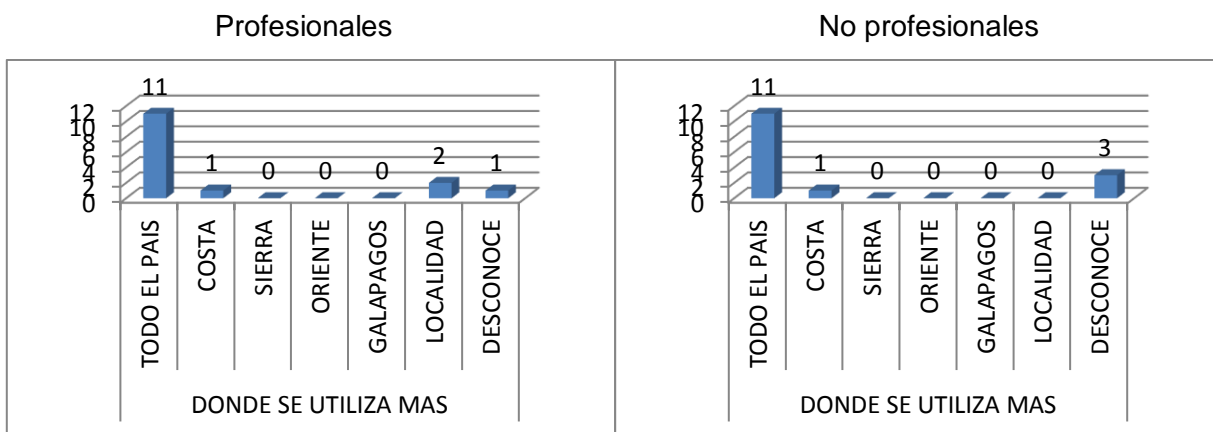 Profesionales
No profesionales
11
12
10
8
6
4
2
0
1
0
0
0
2
1
TODO EL PAIS
COSTA
SIERRA
ORIENTE
GALAPAGOS
LOCALIDAD
DESCONOCE
DONDE SE UTILIZA MAS
11
12
10
8
6
4
2
0
1
0
0
0
0
3
TODO EL PAIS
COSTA
SIERRA
ORIENTE
GALAPAGOS
LOCALIDAD
DESCONOCE
DONDE SE UTILIZA MAS